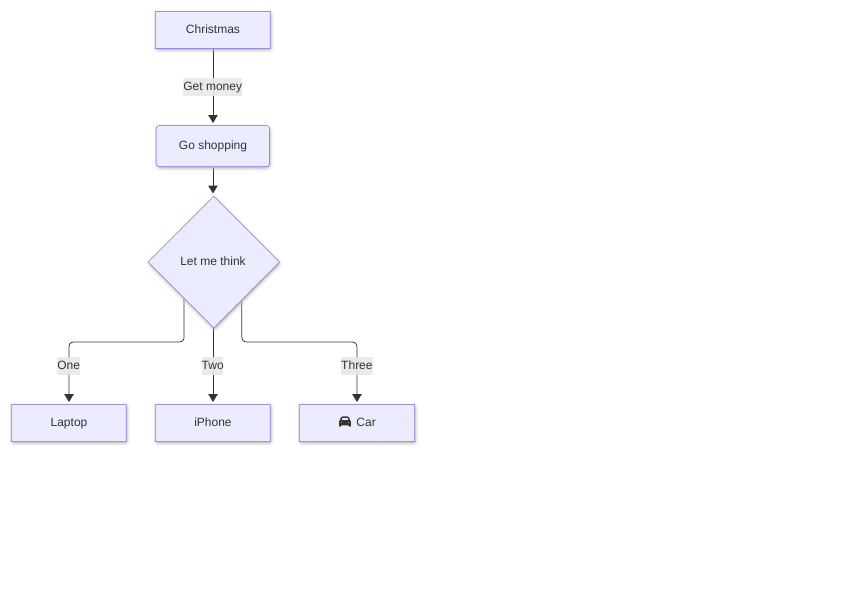 Christmas
Get money
Go shopping
Let me think
One
Two
Three
Laptop
iPhone
Car